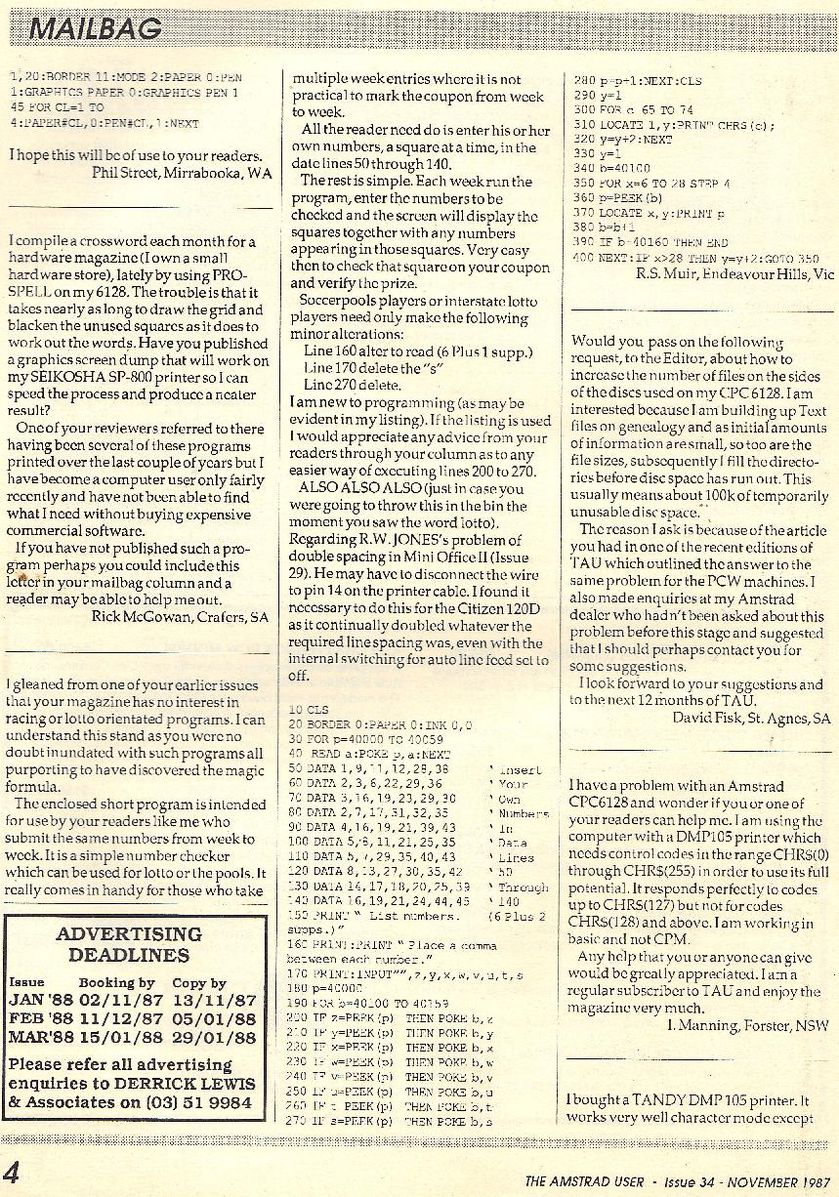 MAILBAG
1,20:BORDER 11:MODE 2:PAPER 0:PEN
1:GRAPHICS PAPER 0:GRAPHICS PEN 1
45 FOR CL=1 TO
4:PAPER#CL,0:PEN#CL,1:NEXT
I hope this will be of use to your readers.
Phil Street, Mirrabooka, WA
I compile a crossword each month for a
hardware magazine (I own a small
hardware store), lately by using PRO-
SPELL on my 6128. The trouble is that it
takes nearly as long to draw the grid and
blacken the unused squares as it does to
work out the words. Have you published
a graphics screen dump that will work on
my SEIKOSHA SP-800 printer so I can
speed the process and produce a neater
result?
One of your reviewers referred to there
having been several of these programs
printed over the last couple of years but I
have become a computer user only fairly
recently and have not been able to find
what I need without buying expensive
commercial software.
If you have not published such a pro-
gram perhaps you could include this
letter in your mailbag column and a
reader may be able to help me out.
Rick McGowan, Crafers, SA
I gleaned from one of your earlier issues
that your magazine has no interest in
racing or lotto orientated programs. I can
understand this stand as you were no
doubt inundated with such programs all
purporting to have discovered the magic
formula.
The enclosed short program is intended
for use by your readers like me who
submit the same numbers from week to
week. It is a simple number checker
which can be used for lotto or the pools. It
really comes in handy for those who take
ADVERTISING
DEADLINES
Issue Booking by Copy by
JAN '88 02/11/87 13/11/87
FEB '88 11/12/87 05/01/88
MAR'88 15/01/88 29/01/88
Please refer all advertising
enquiries to DERRICK LEWIS
& Associates on (03) 51 9984
multiple week entries where it is not
practical to mark the coupon from week
to week.
All the reader need do is enter his or her
own numbers, a square at a time, in the
date lines 50 through 140.
The rest is simple. Each week run the
program, enter the numbers to be
checked and the screen will display the
squares together with any numbers
appearing in those squares. Very easy
then to check that square on your coupon
and verify the prize.
Soccerpools players or interstate lotto
players need only make the following
minor alterations:
Line 160 alter to read (6 Plus 1 supp.)
Line 170 delete the "s"
Line 270 delete.
I am new to programming (as may be
evident in my listing). If the listing is used
I would appreciate any advice from your
readers through your column as to any
easier way of executing lines 200 to 270.
ALSO ALSO ALSO (just in case you
were going to throw this in the bin the
moment you saw the word lotto).
Regarding R.W. JONES's problem of
double spacing in Mini Office II (Issue
29). He may have to disconnect the wire
to pin 14 on the printer cable. I found it
necessary to do this for the Citizen 120D
as it continually doubled whatever the
required line spacing was, even with the
internal switching for auto line feed set to
off.
10 CLS
20 BORDER 0:PAPER 0:INK 0,0
30 FOR p=40000 TO 40059
40 READ a:POKE p,a:NEXT
50 DATA 1,9,11,12,28,38 ' Insert
60 DATA 2,3,6,22,29,36 ' Your
70 DATA 3,16,19,23,29,30 ' Own
80 DATA 2,7,17,31,32,35 ' Numbers
90 DATA 4,16,19,21,39,43 ' In
100 DATA 5,8,11,21,25,35 ' Data
110 DATA 5,7,29,35,40,43 ' Lines
120 DATA 8,13,27,30,35,42 ' 50
130 DATA 14,17,18,20,25,39 ' Through
140 DATA 16,19,21,24,44,45 ' 140
150 PRINT " List numbers. (6 Plus 2
supps.)"
160 PRINT:PRINT " Place a comma
between each number."
170 PRINT:INPUT"",z,y,x,w,v,u,t,s
180 p=40000
190 FOR b=40100 TO 40159
200 IF z=PEEK(p) THEN POKE b,z
210 IF y=PEEK(p) THEN POKE b,y
220 IF x=PEEK(p) THEN POKE b,x
230 IF w=PEEK(p) THEN POKE b,w
240 IF v=PEEK(p) THEN POKE b,v
250 IF u=PEEK(p) THEN POKE b,u
260 IF t PEEK(p) THEN POKE b,t
270 IF s=PEEK(p) THEN POKE b,s
280 p=p+1:NEXT:CLS
290 y=1
300 FOR c 65 TO 74
310 LOCATE 1,y:PRINT CHR$(c);
320 y=y+2:NEXT
330 y=1
340 b=40100
350 FOR x=6 TO 28 STEP 4
360 p=PEEK(b)
370 LOCATE x,y:PRINT p
380 b=b+1
390 IF b=40160 THEN END
400 NEXT:IF x>28 THEN y=y+2:GOTO 350
R.S. Muir, Endeavour Hills, Vic
Would you pass on the following
request, to the Editor, about how to
increase the number of files on the sides
of the discs used on my CPC 6128. I am
interested because I am building up Text
files on genealogy and as initial amounts
of information are small, so too are the
file sizes, subsequently I fill the directo-
ries before disc space has run out. This
usually means about 100k of temporarily
unusable disc space.
The reason I ask is because of the article
you had in one of the recent editions of
TAU which outlined the answer to the
same problem for the PCW machines. I
also made enquiries at my Amstrad
dealer who hadn't been asked about this
problem before this stage and suggested
that I should perhaps contact you for
some suggestions.
I look forward to your suggestions and
to the next 12 months of TAU.
David Fisk, St. Agnes, SA
I have a problem with an Amstrad
CPC6128 and wonder if you or one of
your readers can help me. I am using the
computer with a DMP105 printer which
needs control codes in the range CHR$(0)
through CHR$(255) in order to use its full
potential. It responds perfectly to codes
up to CHR$(127) but not for codes
CHR$(128) and above. I am working in
basic and not CPM.
Any help that you or anyone can give
would be greatly appreciated. I am a
regular subscriber to TAU and enjoy the
magazine very much.
I. Manning, Forster, NSW
I bought a TANDY DMP 105 printer. It
works very well character mode except
4
THE AMSTRAD USER - Issue 34 - NOVEMBER 1987